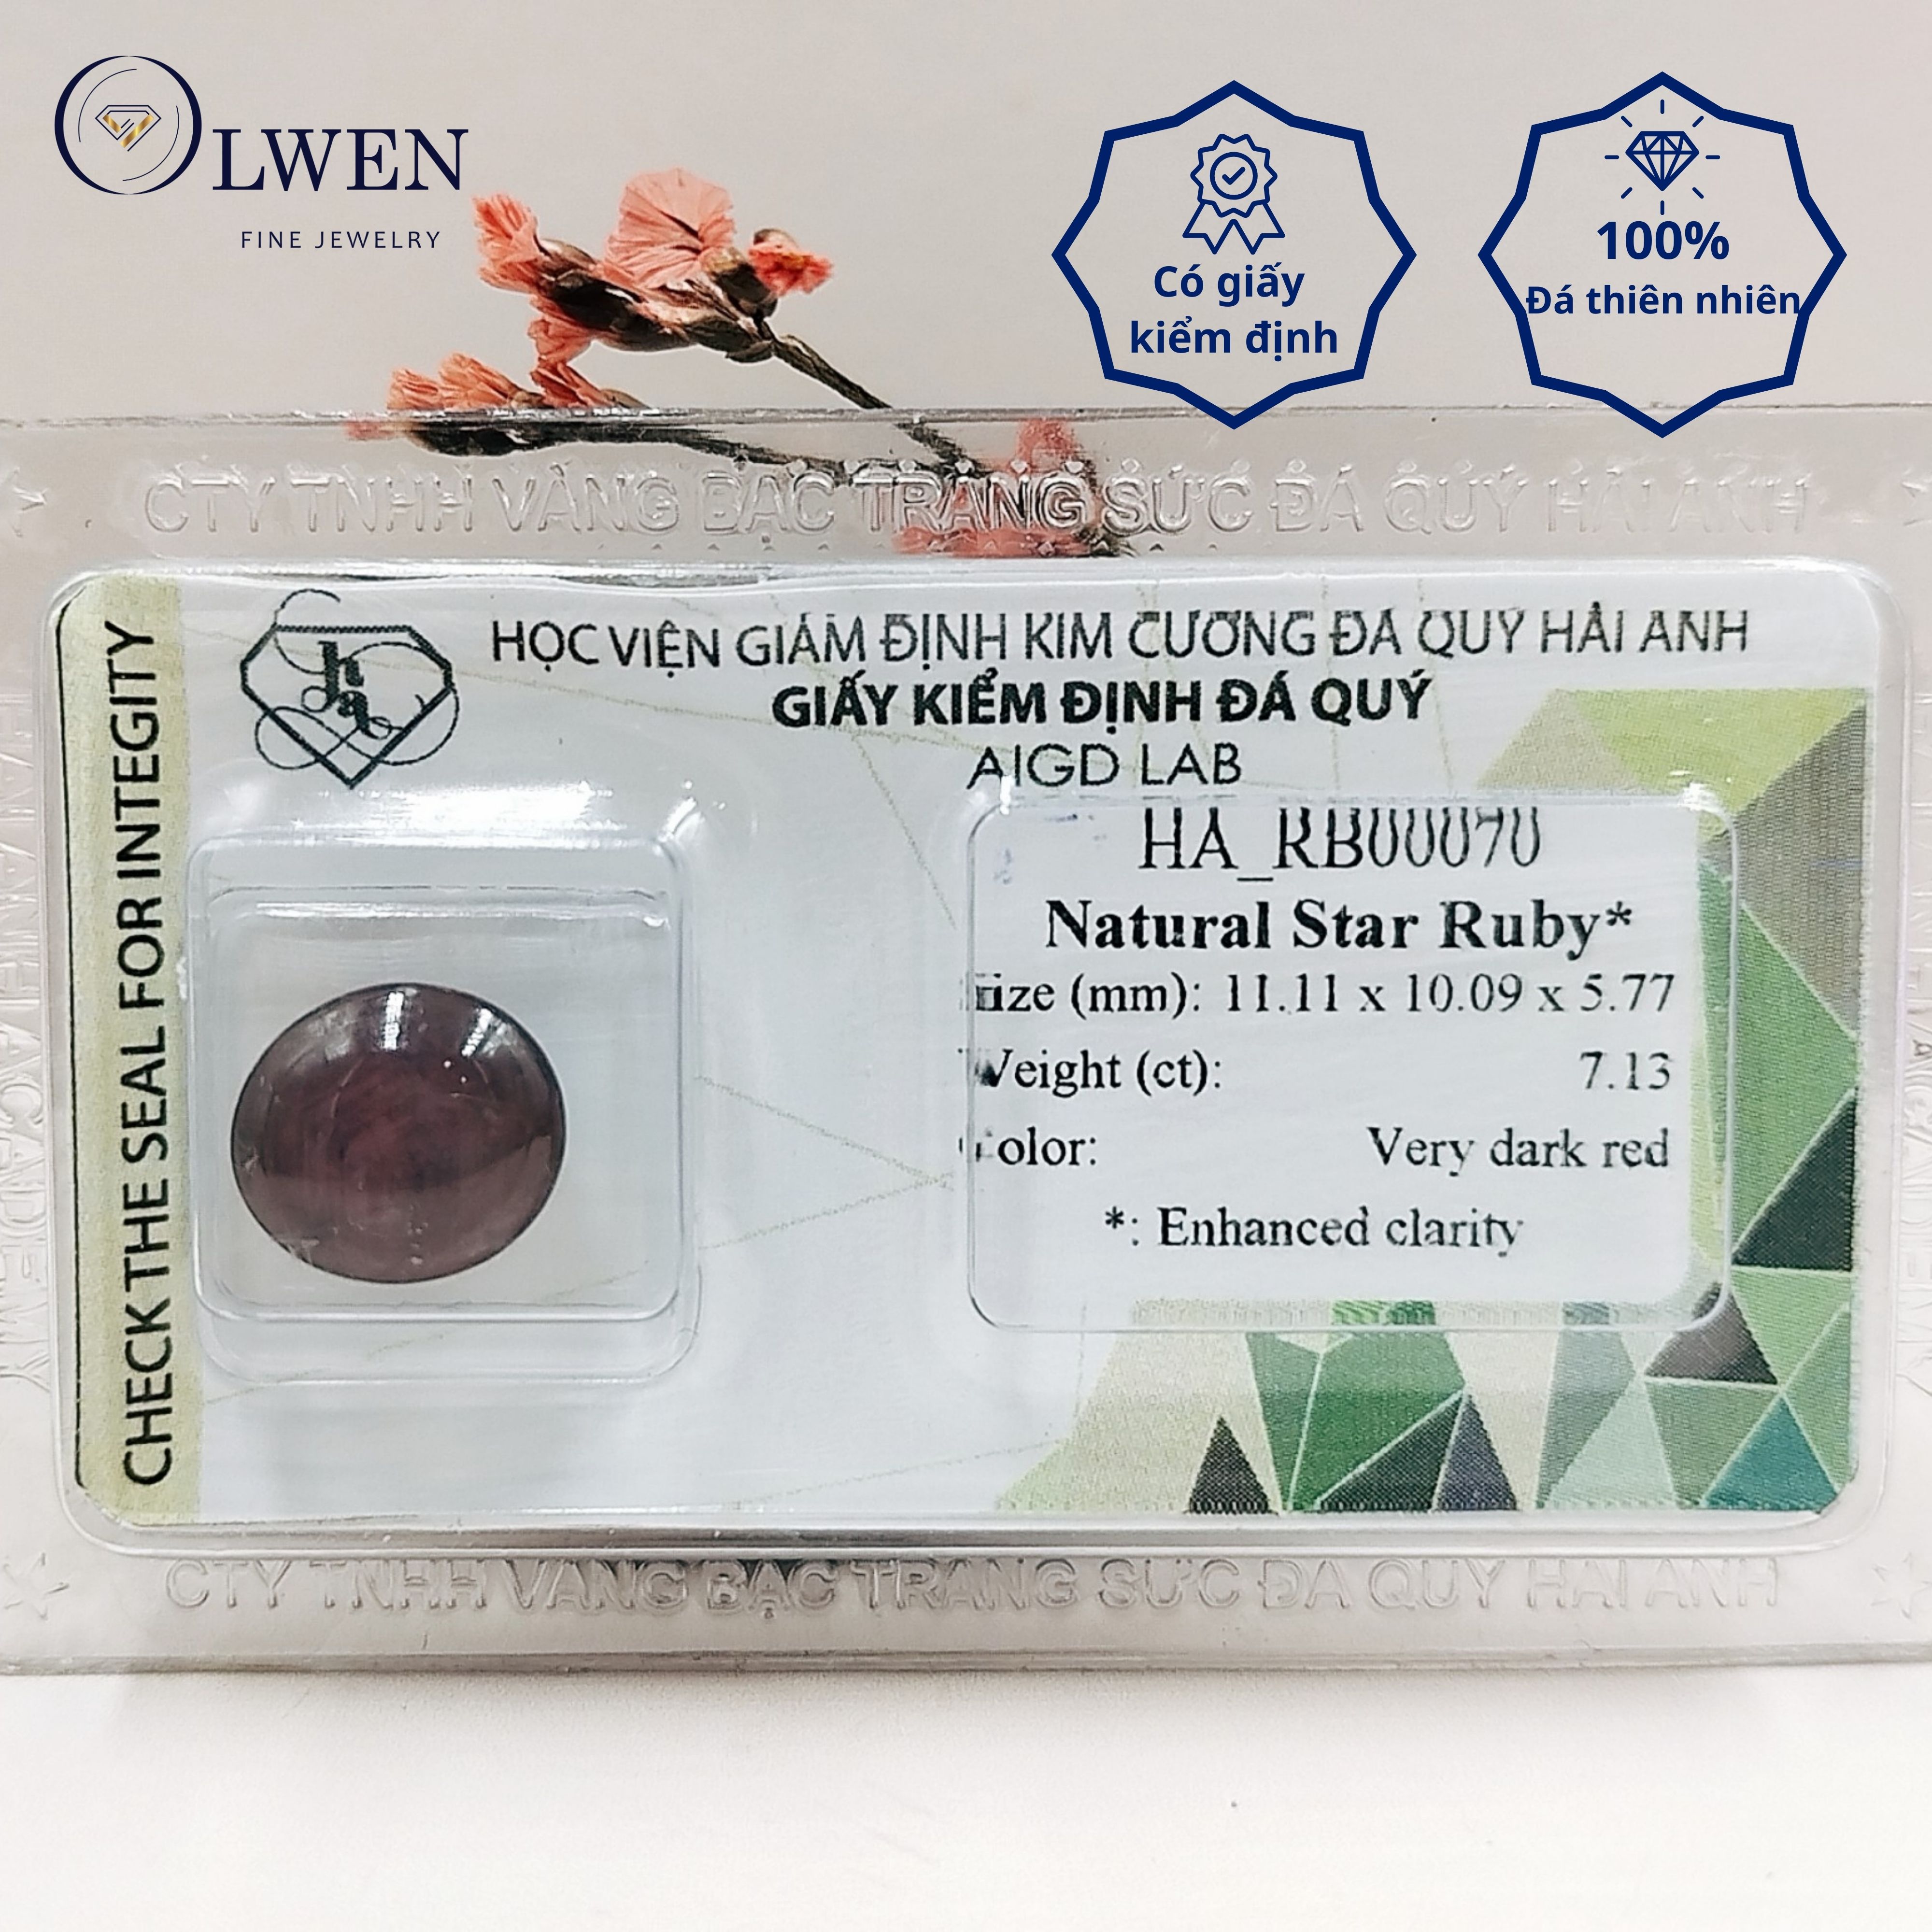 OLWEN
FINE JEWELRY
Có giấy
kiểm định
100%
Đá thiên nhiên
CTY TNHH VÀNG BẠC TRANG SỨC ĐÁ QUÝ HẢI ANH
CHECK THE SEAL FOR INTEGITY
HỌC VIỆN GIÁM ĐỊNH KIM CƯƠNG ĐÁ QUÝ HẢI ANH
GIẤY KIỂM ĐỊNH ĐÁ QUÝ
AIGD LAB
HA_RB00070
Natural Star Ruby*
Size (mm): 11.11 x 10.09 x 5.77
Weight (ct): 7.13
Color: Very dark red
*: Enhanced clarity
CTY TNHH VÀNG BẠC TRANG SỨC ĐÁ QUÝ HẢI ANH